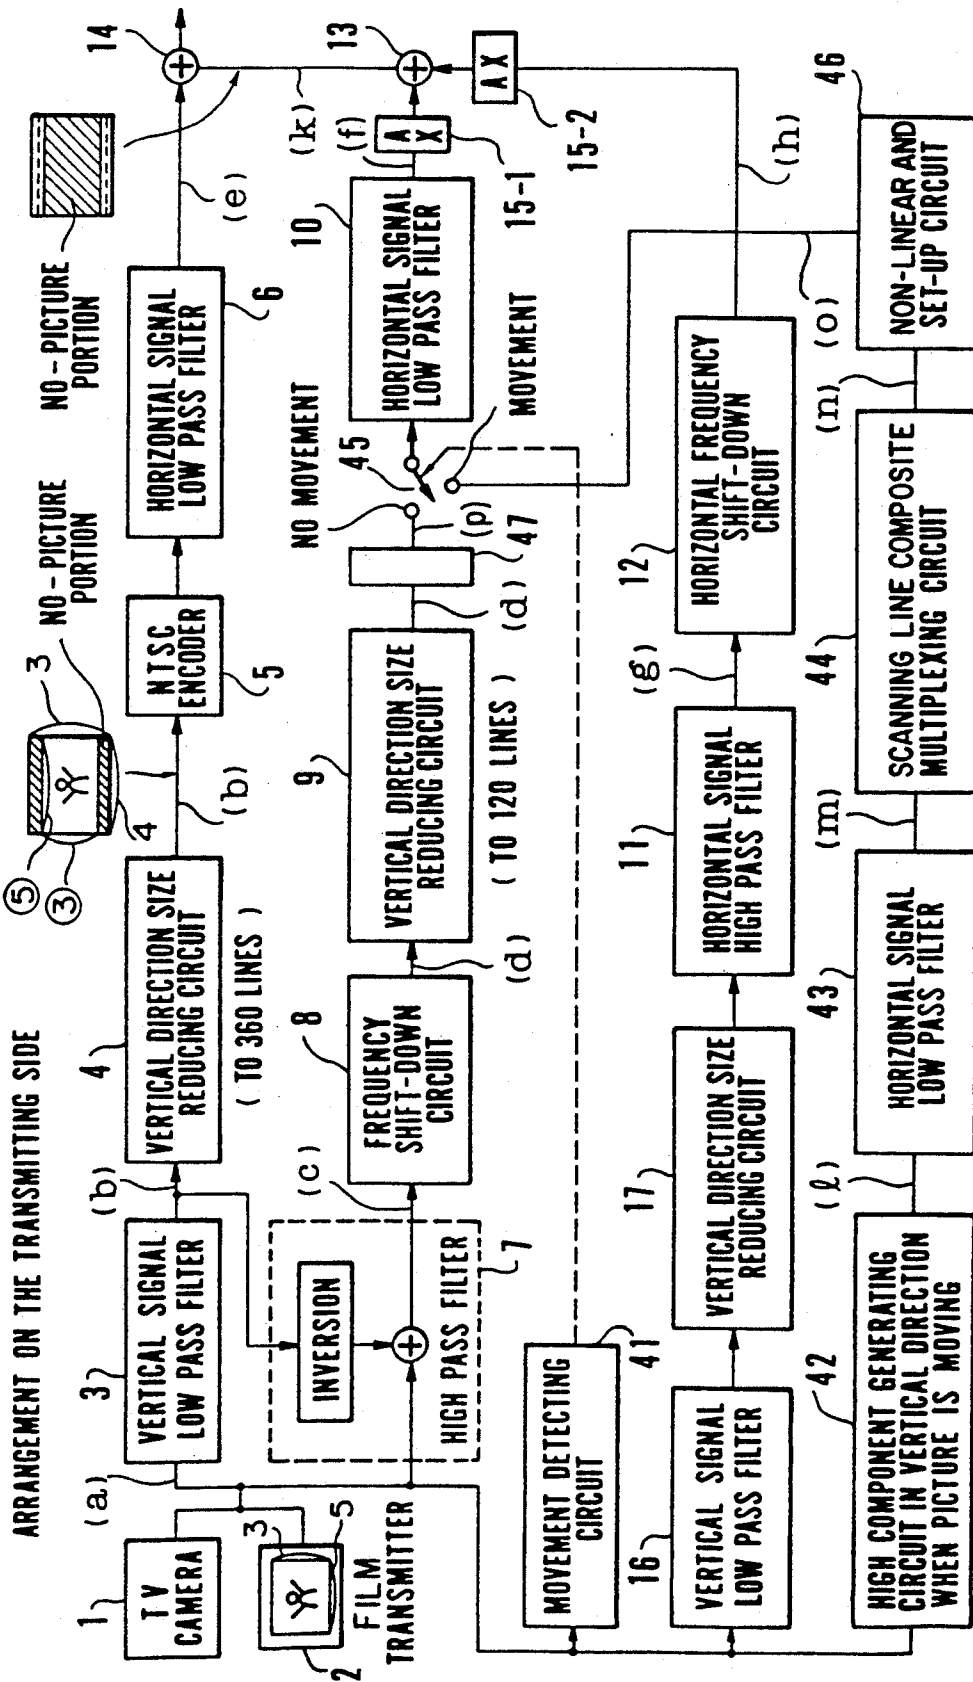 ARRANGEMENT ON THE TRANSMITTING SIDE
1
TV
CAMERA
2
3
5
FILM
TRANSMITTER
(a)
3
VERTICAL SIGNAL
LOW PASS FILTER
(b)
4
VERTICAL DIRECTION SIZE
REDUCING CIRCUIT
( TO 360 LINES )
(b)
⑤
③
3
4
NO-PICTURE
PORTION
5
NTSC
ENCODER
6
HORIZONTAL SIGNAL
LOW PASS FILTER
(e)
NO-PICTURE
PORTION
14
INVERSION
HIGH PASS FILTER
7
(c)
8
FREQUENCY
SHIFT-DOWN
CIRCUIT
(d)
9
VERTICAL DIRECTION SIZE
REDUCING CIRCUIT
( TO 120 LINES )
(d)
47
(p)
NO MOVEMENT
45
MOVEMENT
10
HORIZONTAL SIGNAL
LOW PASS FILTER
(f)
AX
15-1
(k)
13
AX
15-2
MOVEMENT DETECTING
CIRCUIT
41
16
VERTICAL SIGNAL
LOW PASS FILTER
17
VERTICAL DIRECTION SIZE
REDUCING CIRCUIT
11
HORIZONTAL SIGNAL
HIGH PASS FILTER
(g)
12
HORIZONTAL FREQUENCY
SHIFT-DOWN
CIRCUIT
(h)
42
HIGH COMPONENT GENERATING
CIRCUIT IN VERTICAL DIRECTION
WHEN PICTURE IS MOVING
(ℓ)
43
HORIZONTAL SIGNAL
LOW PASS FILTER
(m)
44
SCANNING LINE COMPOSITE
MULTIPLEXING CIRCUIT
(n)
46
NON-LINEAR AND
SET-UP CIRCUIT
(o)